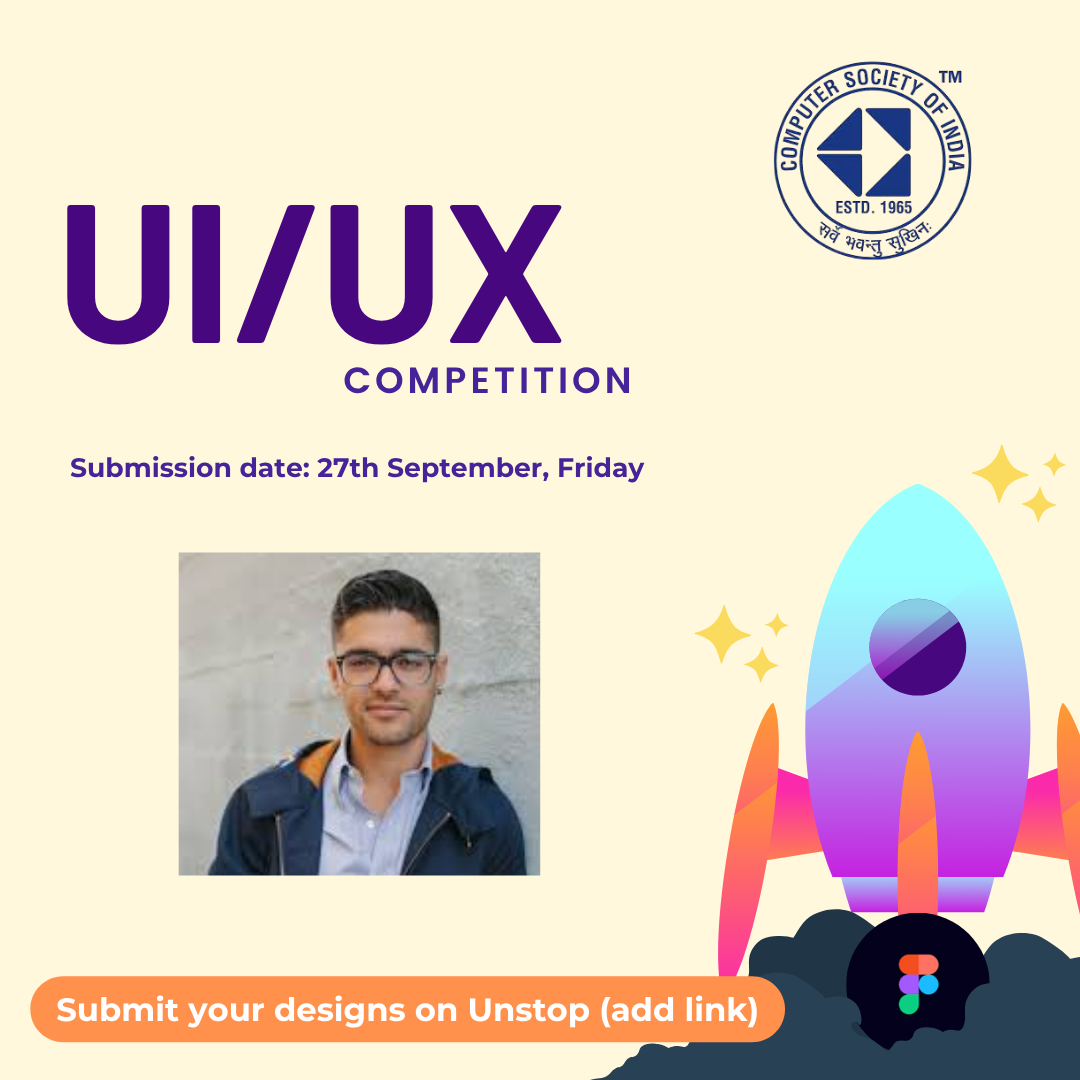 TM
COMPUTER SOCIETY OF INDIA
ESTD. 1965
सर्वे भवन्तु सुखिनः
UI/UX
COMPETITION
Submission date: 27th September, Friday
Submit your designs on Unstop (add link)